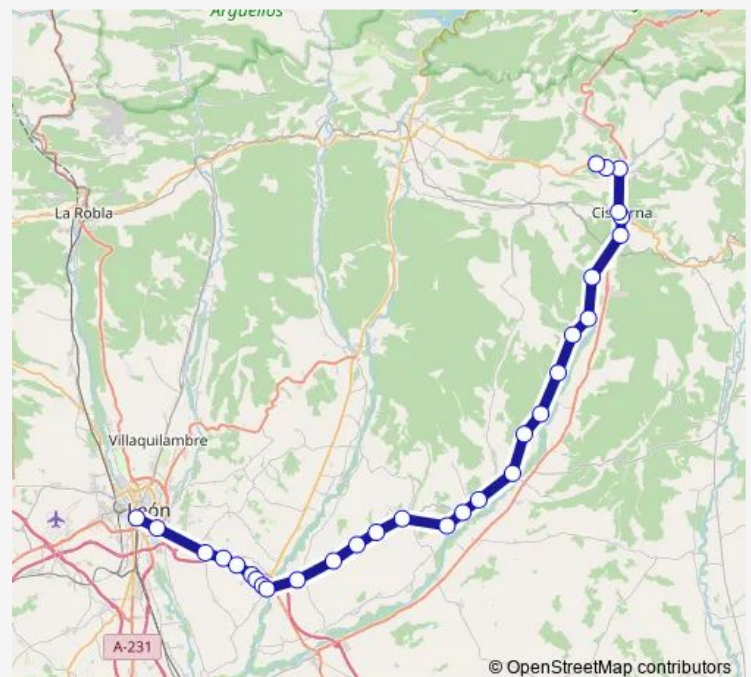 Argüellos
La Robla
Cistierna
Villaquilambre
León
A-231
© OpenStreetMap contributors